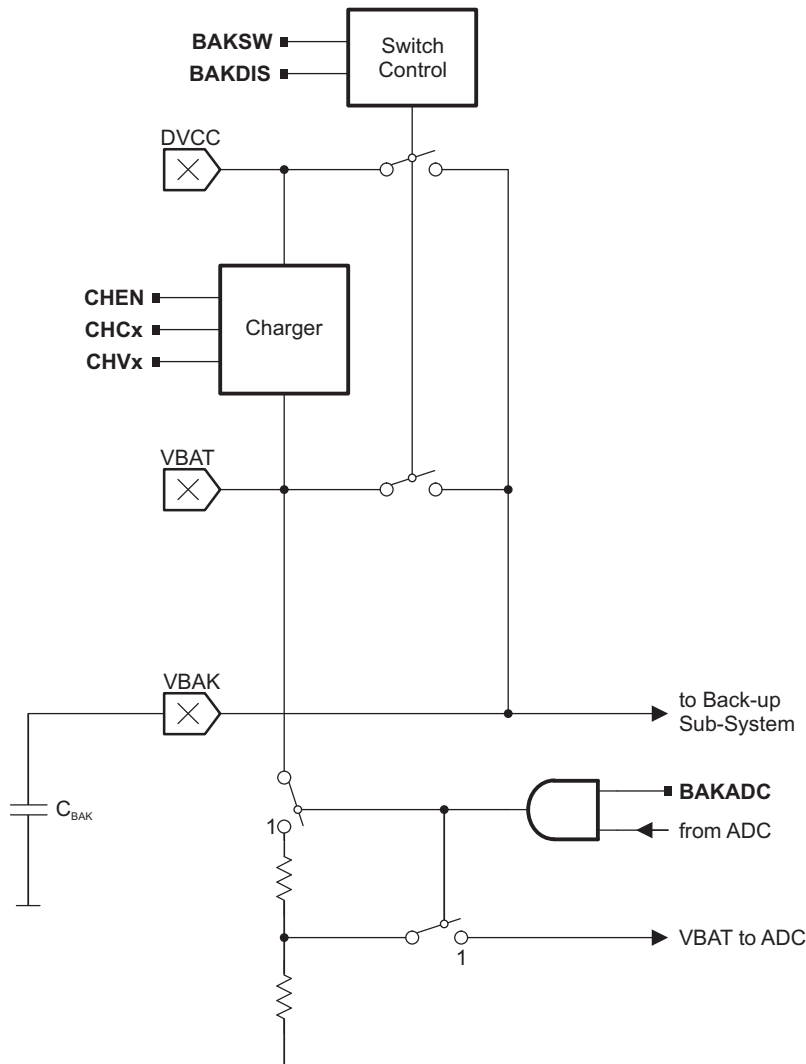 BAKSW
BAKDIS
Switch
Control
DVCC
CHEN
CHCx
CHVx
Charger
VBAT
VBAK
to Back-up
Sub-System
CBAK
1
BAKADC
from ADC
1
VBAT to ADC